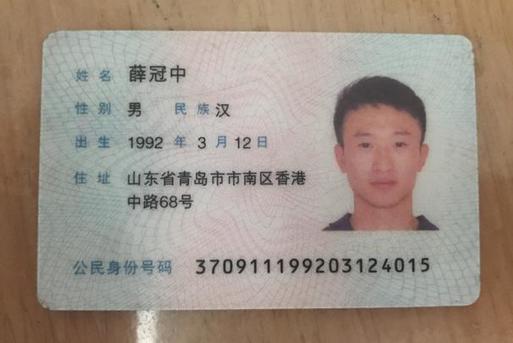 姓名 薛冠中
性别 男 民族 汉
出生 1992 年 3 月 12 日
住址 山东省青岛市市南区香港
中路68号
公民身份号码 370911199203124015